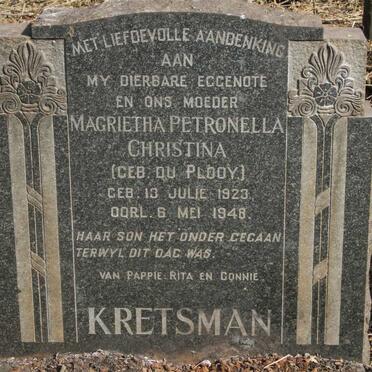 MET LIEFDEVOLLE AANDENKING
AAN
MY DIERBARE EGGENOTE
EN ONS MOEDER
MAGRIETHA PETRONELLA
CHRISTINA
(GEB. DU PLOOY)
GEB. 13 JULIE 1923.
OORL. 6 MEI 1948.
HAAR SON HET ONDER GEGAAN
TERWYL DIT DAG WAS.
VAN PAPPIE, RITA EN CONNIE.
KRETSMAN